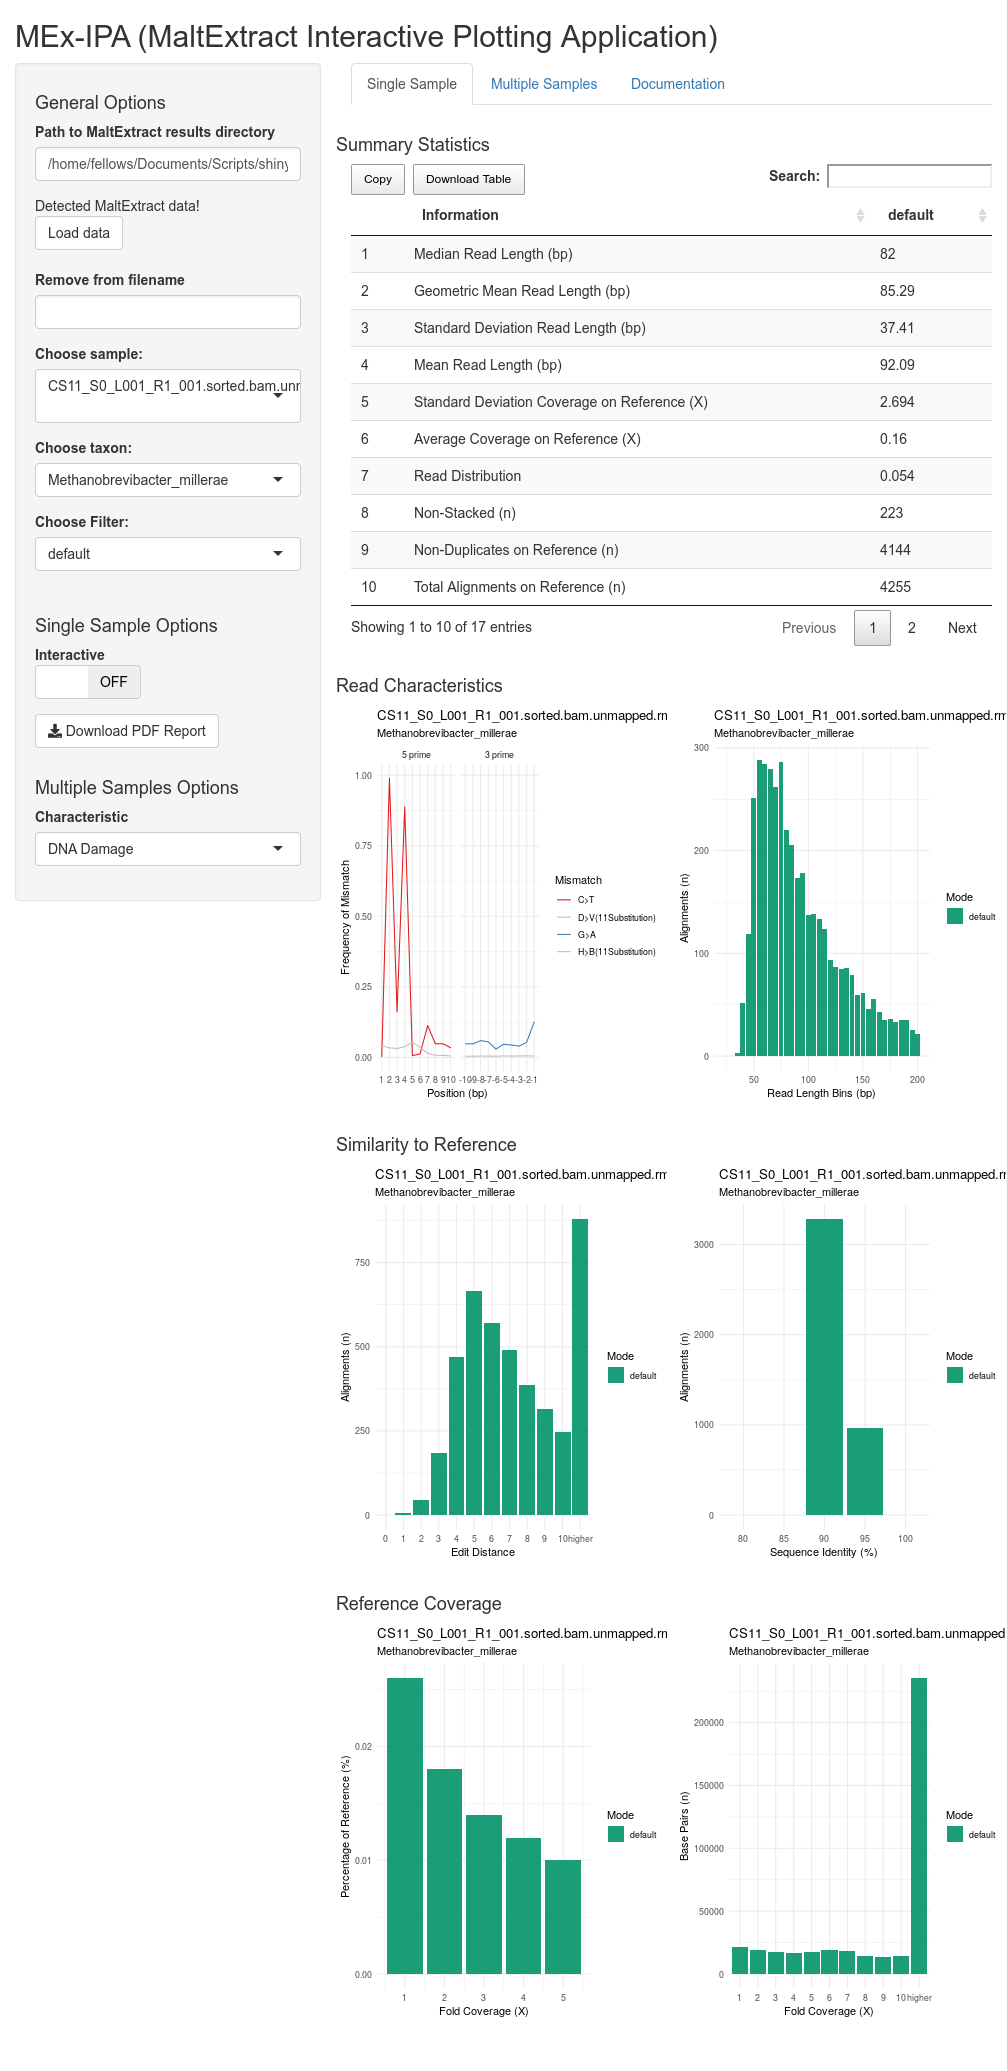 MEx-IPA (MaltExtract Interactive Plotting Application)
General Options
Path to MaltExtract results directory
/home/fellows/Documents/Scripts/shiny
Detected MaltExtract data!
Load data
Remove from filename
Choose sample:
CS11_S0_L001_R1_001.sorted.bam.unr
Choose taxon:
Methanobrevibacter_millerae
Choose Filter:
default
Single Sample Options
Interactive
OFF
Download PDF Report
Multiple Samples Options
Characteristic
DNA Damage
Single Sample Multiple Samples Documentation
Summary Statistics
Copy Download Table Search:
Information default
1 Median Read Length (bp) 82
2 Geometric Mean Read Length (bp) 85.29
3 Standard Deviation Read Length (bp) 37.41
4 Mean Read Length (bp) 92.09
5 Standard Deviation Coverage on Reference (X) 2.694
6 Average Coverage on Reference (X) 0.16
7 Read Distribution 0.054
8 Non-Stacked (n) 223
9 Non-Duplicates on Reference (n) 4144
10 Total Alignments on Reference (n) 4255
Showing 1 to 10 of 17 entries Previous 1 2 Next
Read Characteristics
CS11_S0_L001_R1_001.sorted.bam.unmapped.rn
Methanobrevibacter_millerae
5 prime 3 prime
1.00
0.75
0.50
0.25
0.00
Frequency of Mismatch
1 2 3 4 5 6 7 8 9 10 -10 -9 -8 -7 -6 -5 -4 -3 -2 -1
Position (bp)
Mismatch
C>T
D>V(11Substitution)
G>A
H>B(11Substitution)
CS11_S0_L001_R1_001.sorted.bam.unmapped.rm
Methanobrevibacter_millerae
300
200
100
0
Alignments (n)
50 100 150 200
Read Length Bins (bp)
Mode
default
Similarity to Reference
CS11_S0_L001_R1_001.sorted.bam.unmapped.rm
Methanobrevibacter_millerae
750
500
250
0
Alignments (n)
0 1 2 3 4 5 6 7 8 9 10 higher
Edit Distance
Mode
default
CS11_S0_L001_R1_001.sorted.bam.unmapped.r
Methanobrevibacter_millerae
3000
2000
1000
0
Alignments (n)
80 85 90 95 100
Sequence Identity (%)
Mode
default
Reference Coverage
CS11_S0_L001_R1_001.sorted.bam.unmapped.rn
Methanobrevibacter_millerae
0.02
0.01
0.00
Percentage of Reference (%)
1 2 3 4 5
Fold Coverage (X)
Mode
default
CS11_S0_L001_R1_001.sorted.bam.unmapped
Methanobrevibacter_millerae
200000
150000
100000
50000
0
Base Pairs (n)
1 2 3 4 5 6 7 8 9 10 higher
Fold Coverage (X)
Mode
default